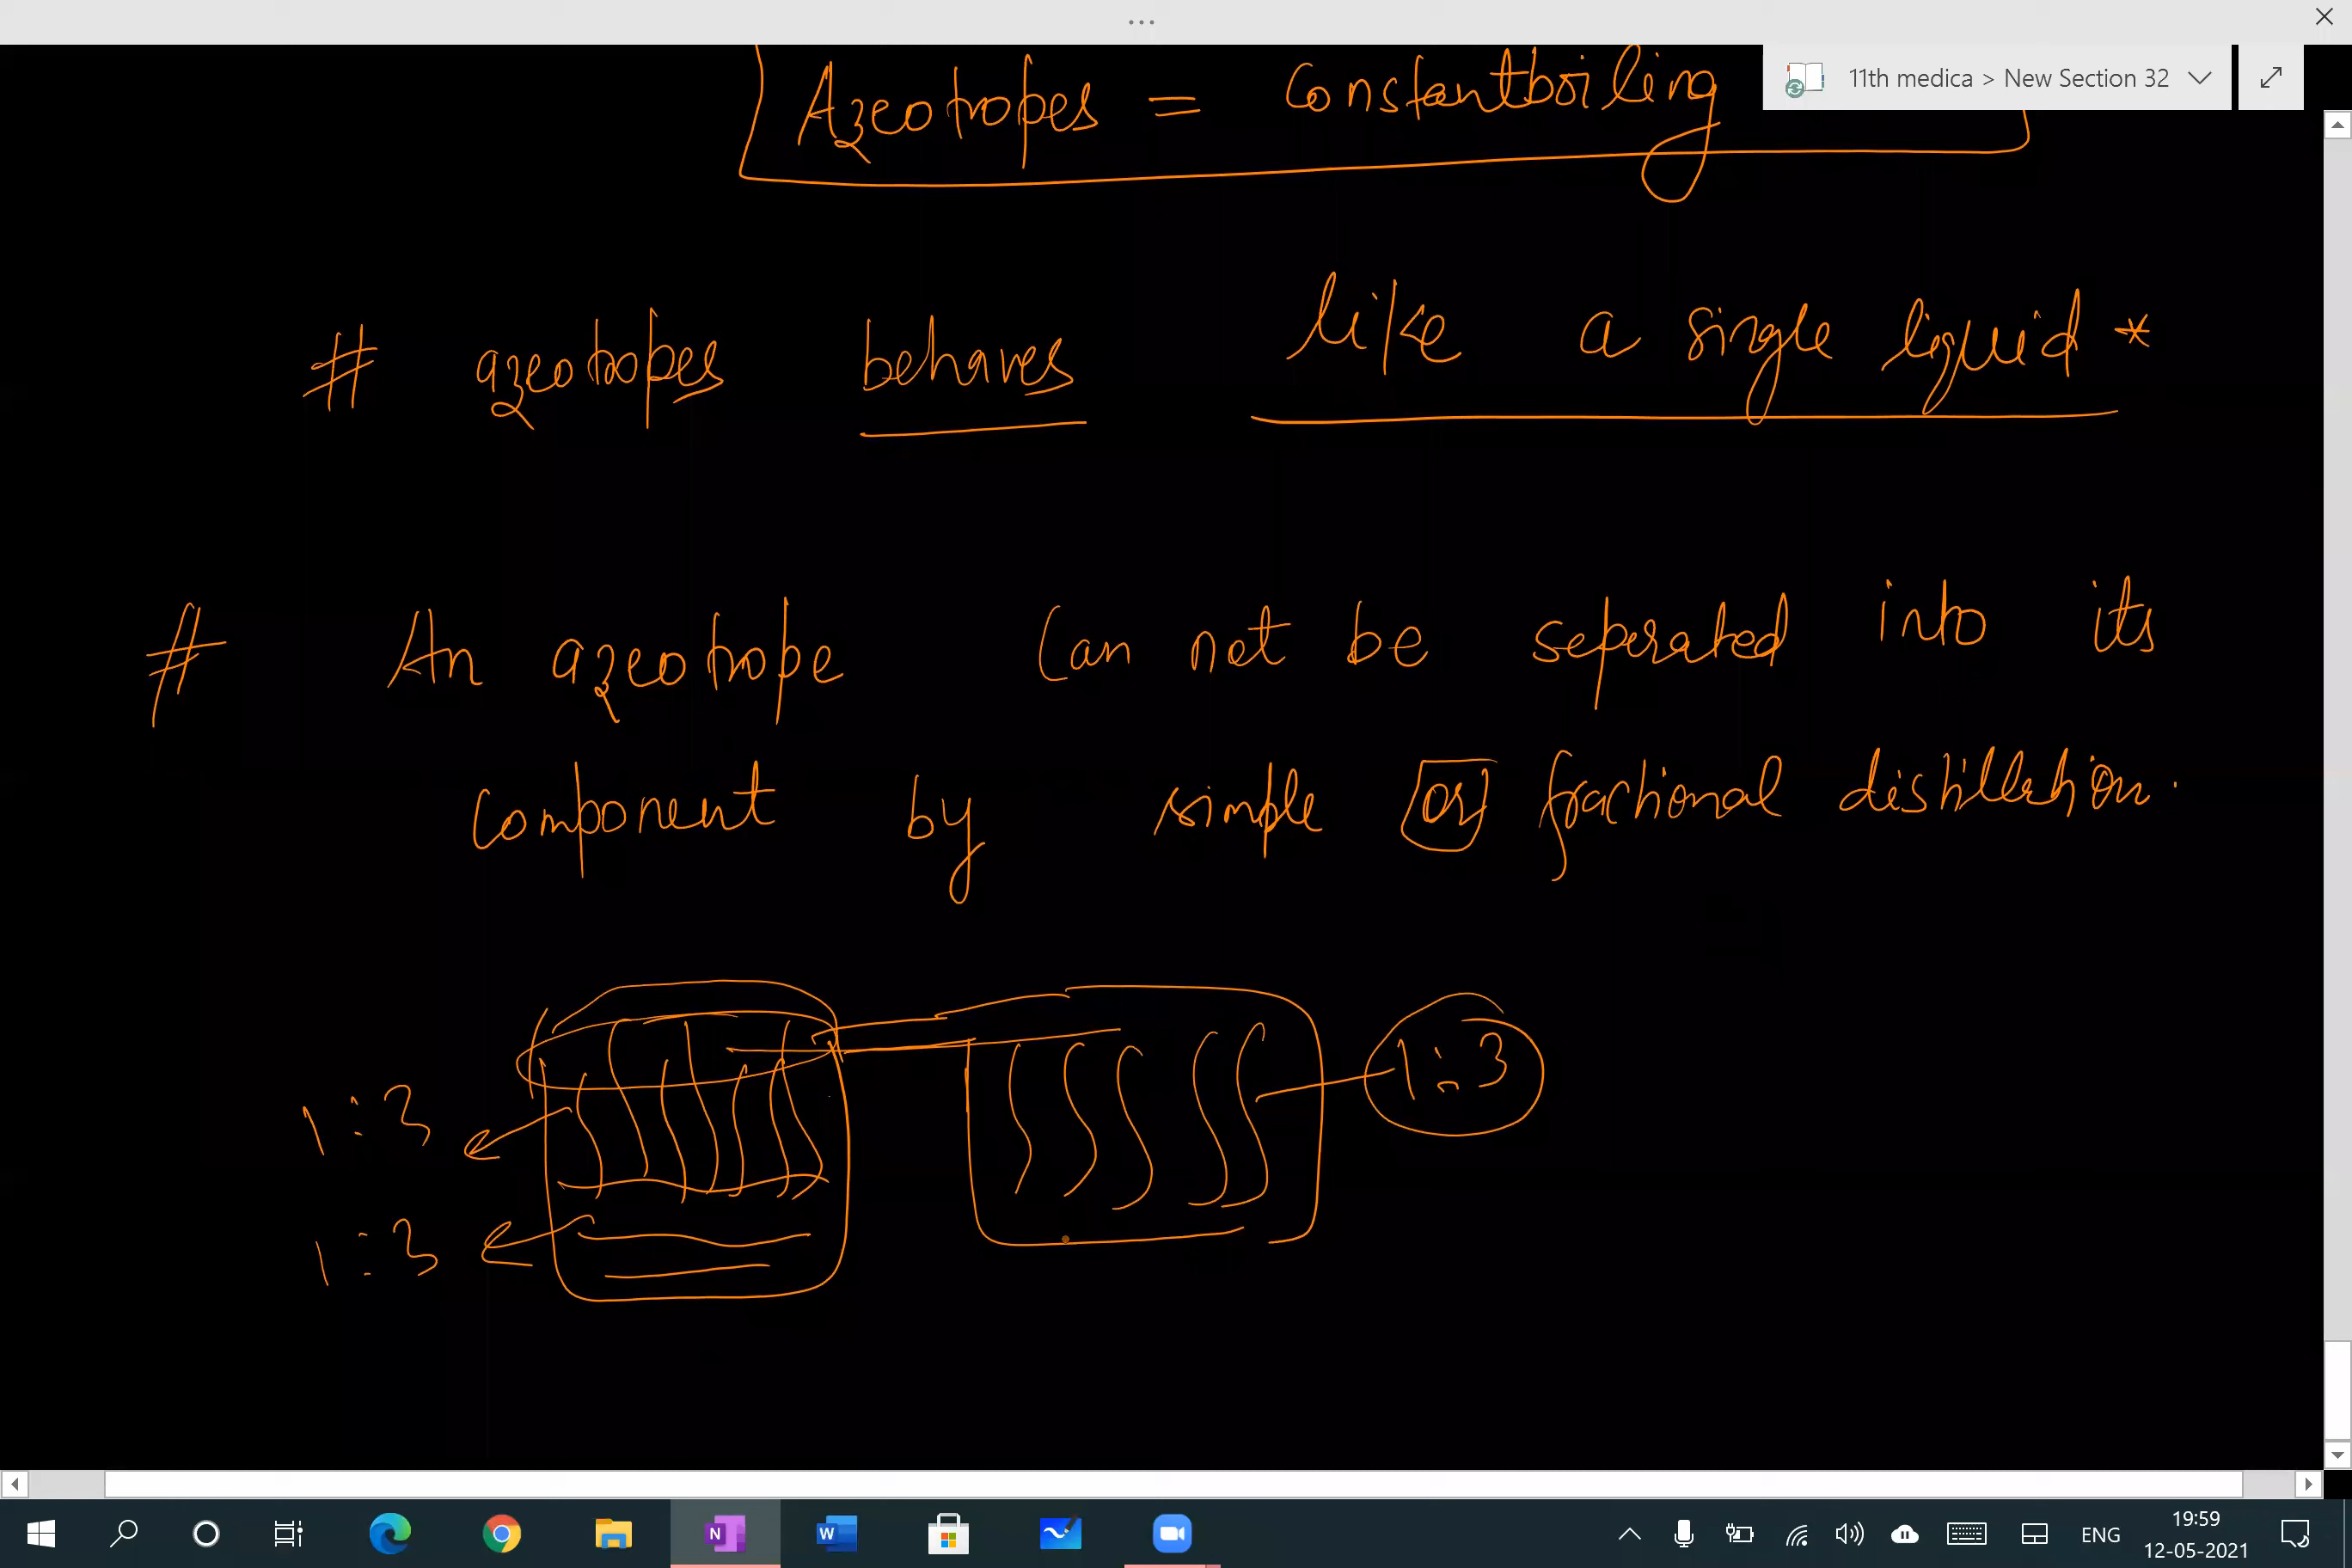 11th medica > New Section 32
Azeotropes = Constantboiling
# azeotropes behaves like a single liquid *
# An azeotrope Can not be seperated into its
Component by simple or fractional distillation.
1:3
1:3
1:3
ENG
19:59
12-05-2021